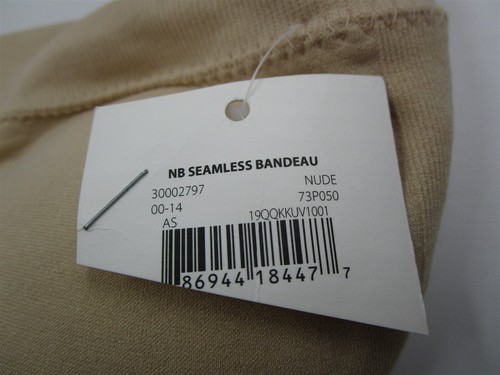 NB SEAMLESS BANDEAU
30002797 NUDE
00-14 73P050
AS 19QQKKUV1001
86944 18447 7